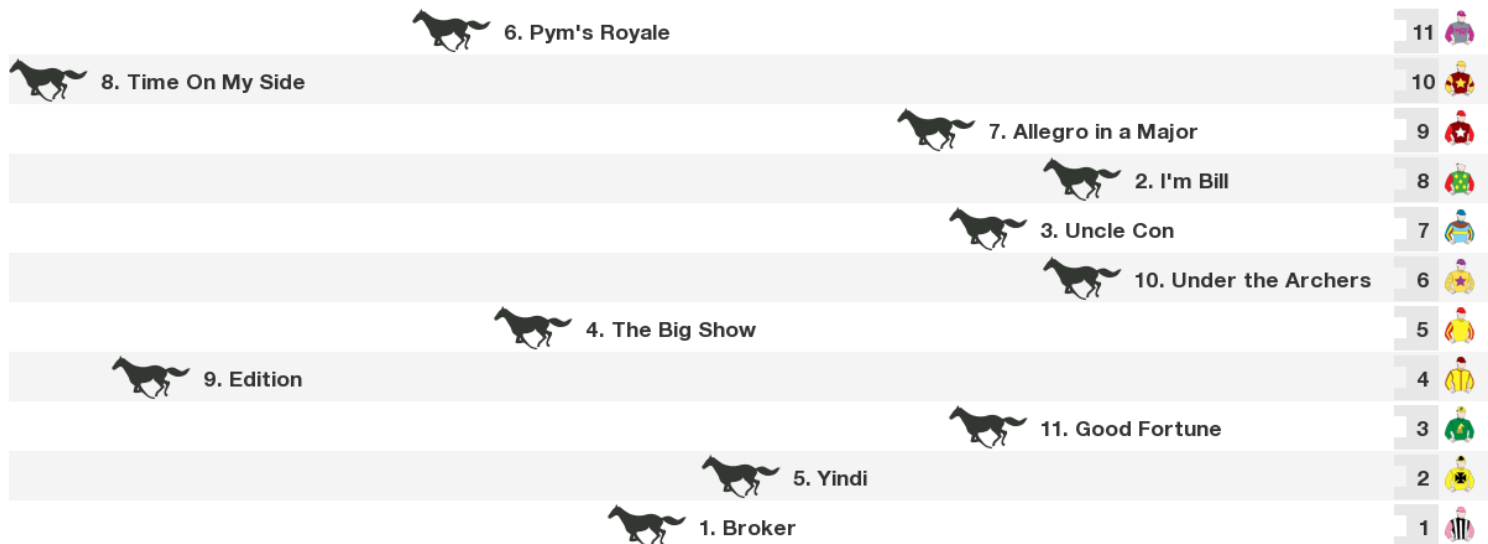 6. Pym's Royale 11
8. Time On My Side 10
7. Allegro in a Major 9
2. I'm Bill 8
3. Uncle Con 7
10. Under the Archers 6
4. The Big Show 5
9. Edition 4
11. Good Fortune 3
5. Yindi 2
1. Broker 1